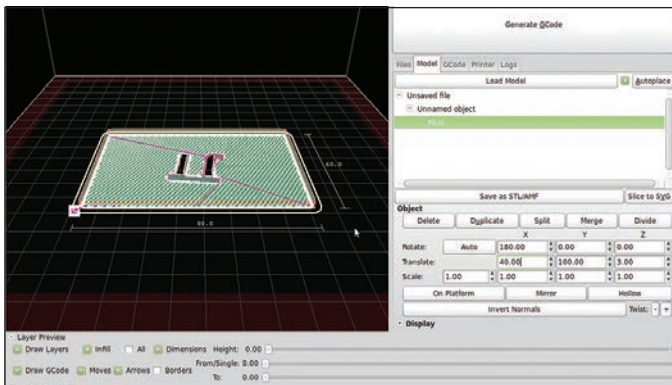 Generate GCode
Files Model GCode Printer Logs
Load Model Autoplace
Unsaved file
Unnamed object
Save as STL/AMF Slice to SVG
Object
Delete Duplicate Split Merge Divide
X Y Z
Rotate: Auto 180.00 0.00 0.00
Translate: 40.00 100.00 3.00
Scale: 1.00 1.00 1.00 1.00
On Platform Mirror Hollow
Invert Normals Twist: - +
Display
60.0
Layer Preview
Draw Layers Infill All Dimensions Height: 0.00
From/Single: 0.00
Draw GCode Moves Arrows Borders
To: 0.00